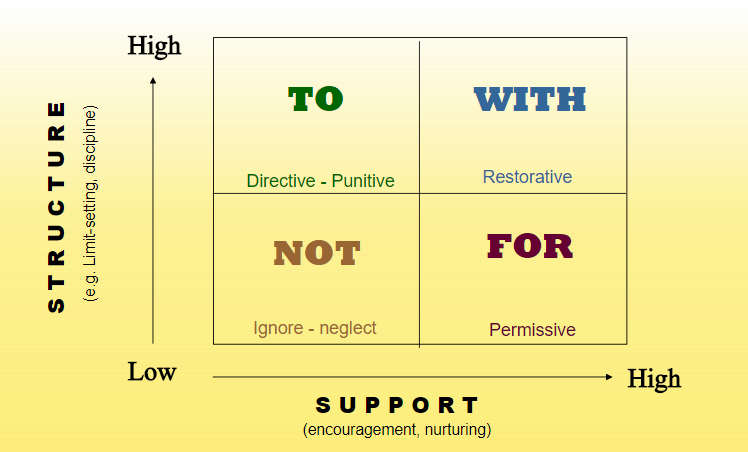 High
TO
WITH
Directive - Punitive
Restorative
STRUCTURE
(e.g. Limit-setting, discipline)
NOT
FOR
Ignore - neglect
Permissive
Low
High
SUPPORT
(encouragement, nurturing)